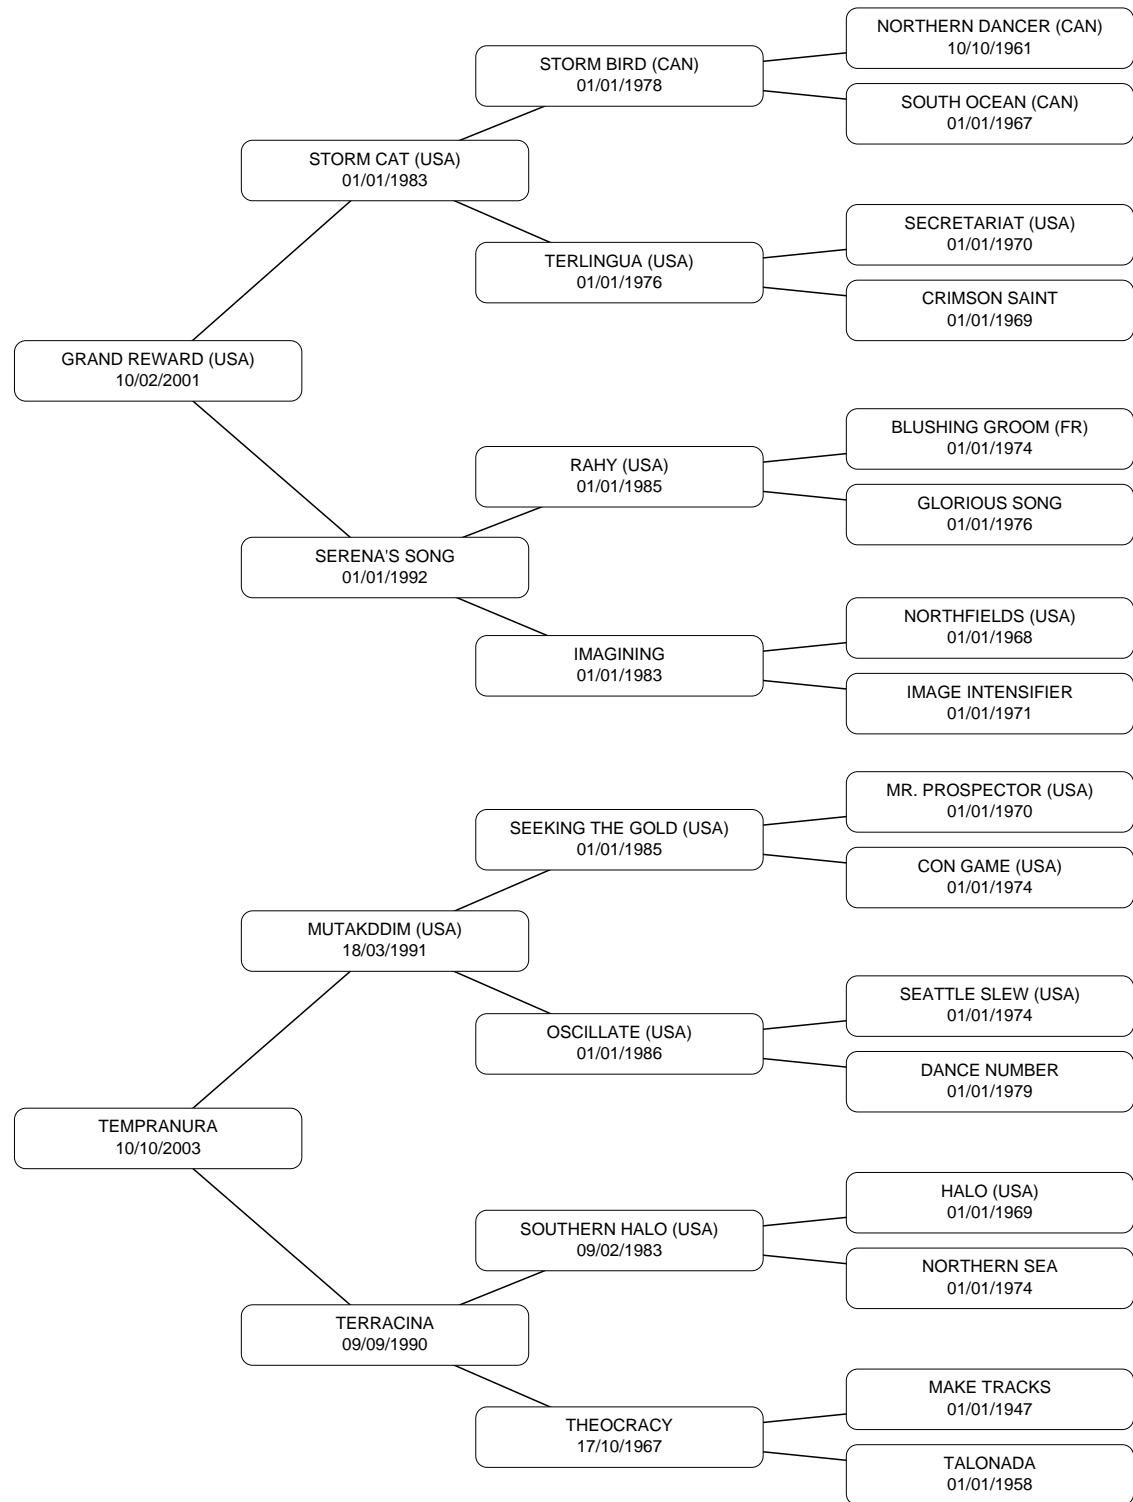 NORTHERN DANCER (CAN)
10/10/1961
STORM BIRD (CAN)
01/01/1978
SOUTH OCEAN (CAN)
01/01/1967
STORM CAT (USA)
01/01/1983
SECRETARIAT (USA)
01/01/1970
TERLINGUA (USA)
01/01/1976
CRIMSON SAINT
01/01/1969
GRAND REWARD (USA)
10/02/2001
BLUSHING GROOM (FR)
01/01/1974
RAHY (USA)
01/01/1985
GLORIOUS SONG
01/01/1976
SERENA'S SONG
01/01/1992
NORTHFIELDS (USA)
01/01/1968
IMAGINING
01/01/1983
IMAGE INTENSIFIER
01/01/1971
MR. PROSPECTOR (USA)
01/01/1970
SEEKING THE GOLD (USA)
01/01/1985
CON GAME (USA)
01/01/1974
MUTAKDDIM (USA)
18/03/1991
SEATTLE SLEW (USA)
01/01/1974
OSCILLATE (USA)
01/01/1986
DANCE NUMBER
01/01/1979
TEMPRANURA
10/10/2003
HALO (USA)
01/01/1969
SOUTHERN HALO (USA)
09/02/1983
NORTHERN SEA
01/01/1974
TERRACINA
09/09/1990
MAKE TRACKS
01/01/1947
THEOCRACY
17/10/1967
TALONADA
01/01/1958